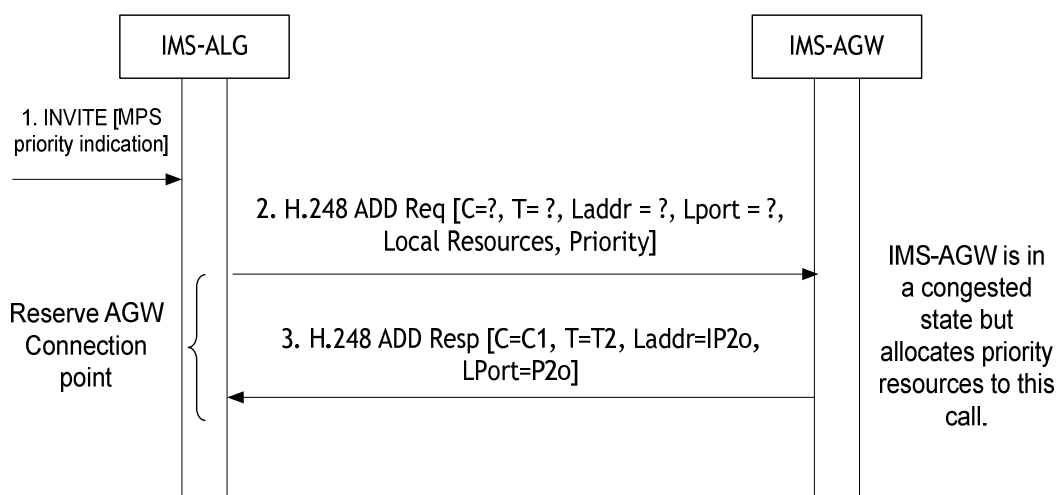 IMS-ALG
IMS-AGW
1. INVITE [MPS
priority indication]
2. H.248 ADD Req [C=?, T= ?, Laddr = ?, Lport = ?,
Local Resources, Priority]
Reserve AGW
Connection
point
3. H.248 ADD Resp [C=C1, T=T2, Laddr=IP2o,
LPort=P2o]
IMS-AGW is in
a congested
state but
allocates priority
resources to this
call.